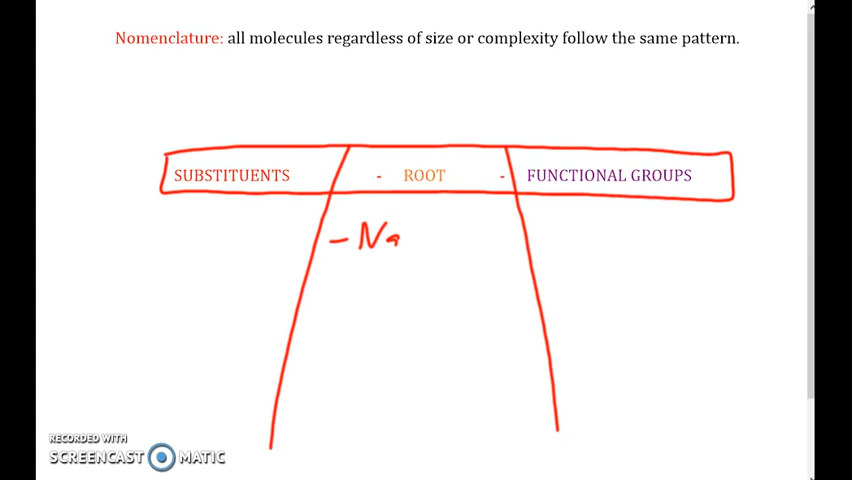 Nomenclature: all molecules regardless of size or complexity follow the same pattern.
SUBSTITUENTS - ROOT - FUNCTIONAL GROUPS
- Na
RECORDED WITH
SCREENCAST MATIC